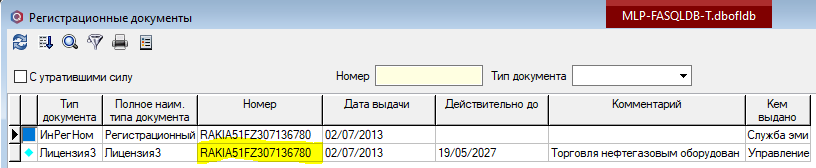 Регистрационные документы
MLP-FASQLDB-T.dbofldb
С утратившими силу Номер Тип документа
Тип документа Полное наим. типа документа Номер Дата выдачи Действительно до Комментарий Кем выдано
ИнРегНом Регистрационный RAKIA51FZ307136780 02/07/2013 Служба эми
Лицензия3 Лицензия3 RAKIA51FZ307136780 02/07/2013 19/05/2027 Торговля нефтегазовым оборудован Управление